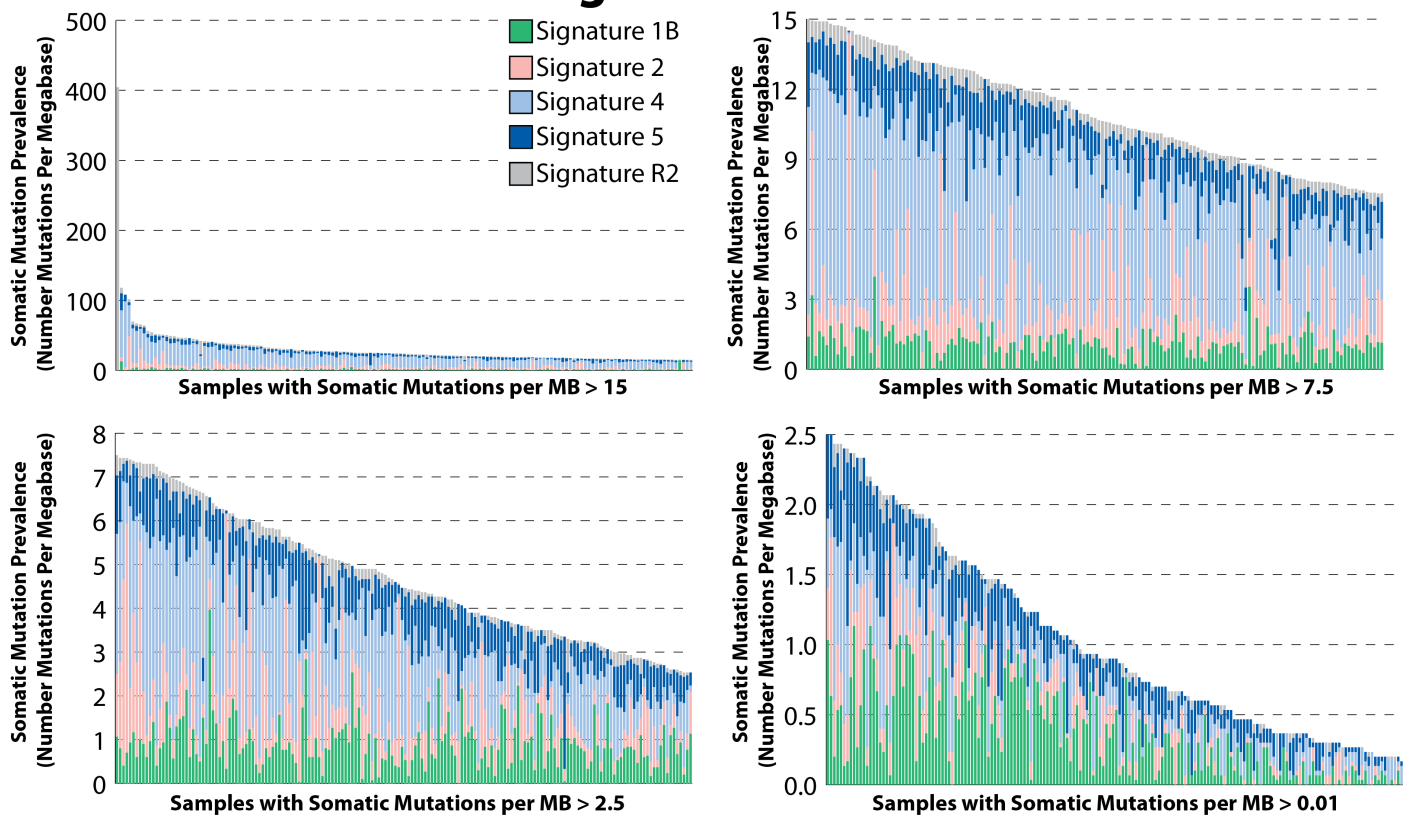 g
Somatic Mutation Prevalence
(Number Mutations Per Megabase)
500
400
300
200
100
0
Signature 1B
Signature 2
Signature 4
Signature 5
Signature R2
Samples with Somatic Mutations per MB > 15
Somatic Mutation Prevalence
(Number Mutations Per Megabase)
15
12
9
6
3
0
Samples with Somatic Mutations per MB > 7.5
Somatic Mutation Prevalence
(Number Mutations Per Megabase)
8
7
6
5
4
3
2
1
0
Samples with Somatic Mutations per MB > 2.5
Somatic Mutation Prevalence
(Number Mutations Per Megabase)
2.5
2.0
1.5
1.0
0.5
0.0
Samples with Somatic Mutations per MB > 0.01